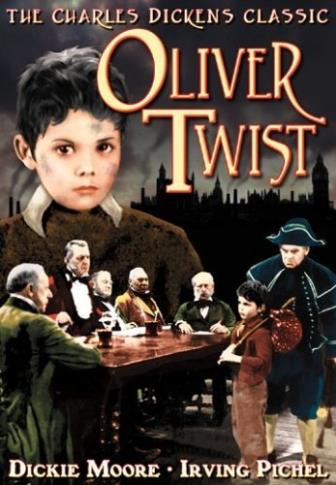 THE CHARLES DICKENS CLASSIC
OLIVER
TWIST
DICKIE MOORE · IRVING PICHEL